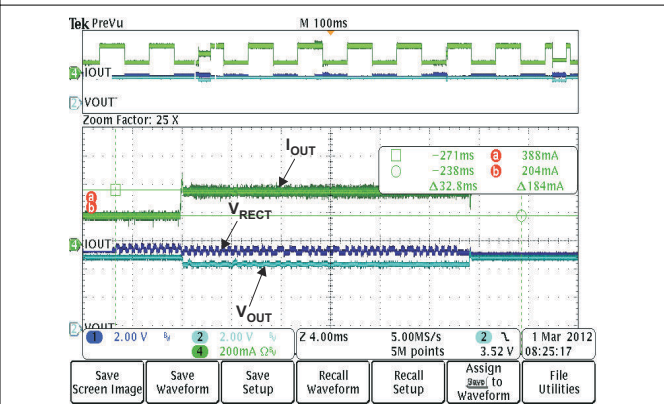 Tek PreVu M 100ms
4 IOUT
2 VOUT
Zoom Factor: 25 X
IOUT
−271ms a 388mA
−238ms b 204mA
Δ32.8ms Δ184mA
a
b
VRECT
4 IOUT
VOUT
2 VOUT
1 2.00 V 2 2.00 V Z 4.00ms 5.00MS/s 2 1 Mar 2012
4 200mA Ω 5M points 3.52 V 08:25:17
Save Screen Image
Save Waveform
Save Setup
Recall Waveform
Recall Setup
Assign Save to Waveform
File Utilities